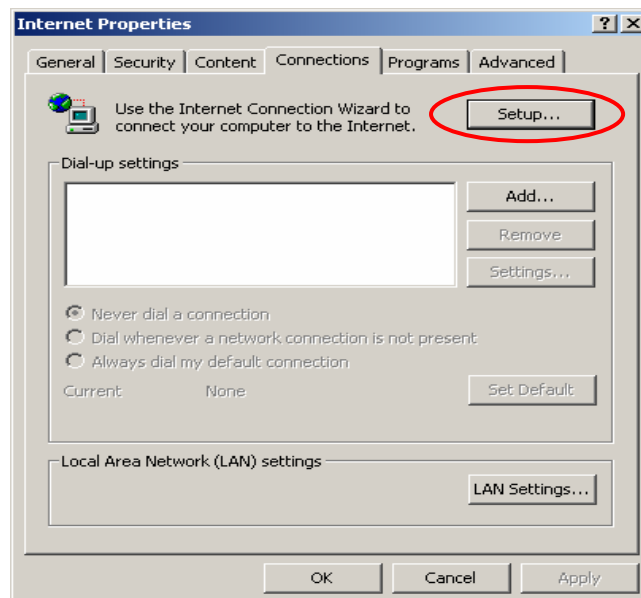 Internet Properties
General Security Content Connections Programs Advanced
Use the Internet Connection Wizard to
connect your computer to the Internet.
Setup...
Dial-up settings
Add...
Remove
Settings...
Never dial a connection
Dial whenever a network connection is not present
Always dial my default connection
Current None
Set Default
Local Area Network (LAN) settings
LAN Settings...
OK Cancel Apply